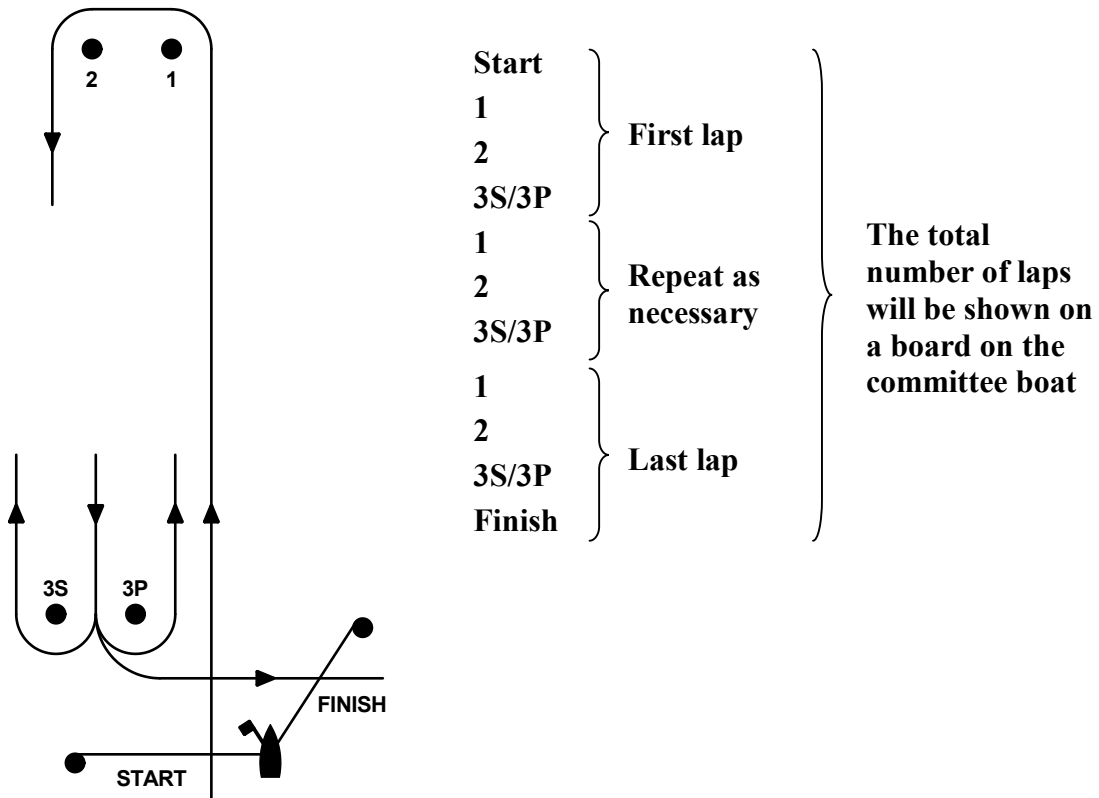 2 1
3S 3P
FINISH
START
Start
1
2
3S/3P
First lap
1
2
3S/3P
Repeat as
necessary
1
2
3S/3P
Finish
Last lap
The total
number of laps
will be shown on
a board on the
committee boat